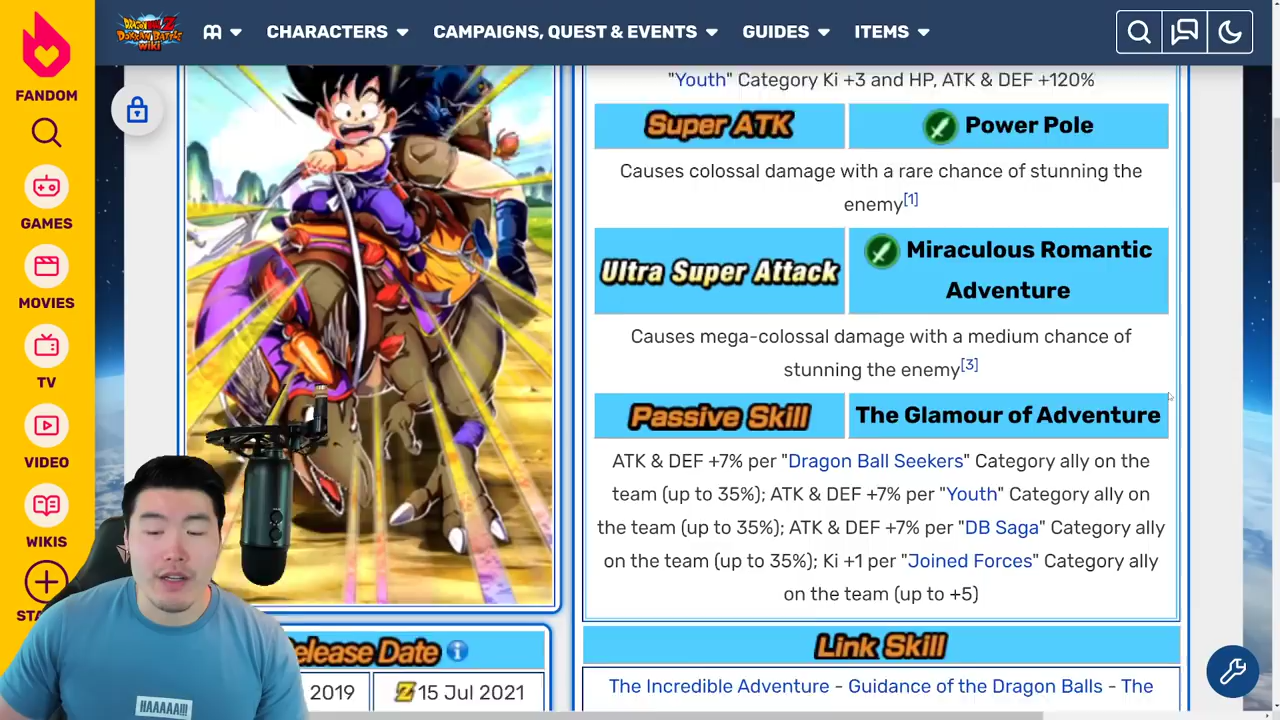 FANDOM
GAMES
MOVIES
TV
VIDEO
WIKIS
DRAGON BALL Z
DOKKAN BATTLE
WIKI
CHARACTERS
CAMPAIGNS, QUEST & EVENTS
GUIDES
ITEMS
"Youth" Category Ki +3 and HP, ATK & DEF +120%
Super ATK
Power Pole
Causes colossal damage with a rare chance of stunning the
enemy[1]
Ultra Super Attack
Miraculous Romantic
Adventure
Causes mega-colossal damage with a medium chance of
stunning the enemy[3]
Passive Skill
The Glamour of Adventure
ATK & DEF +7% per "Dragon Ball Seekers" Category ally on the
team (up to 35%); ATK & DEF +7% per "Youth" Category ally on
the team (up to 35%); ATK & DEF +7% per "DB Saga" Category ally
on the team (up to 35%); Ki +1 per "Joined Forces" Category ally
on the team (up to +5)
Link Skill
The Incredible Adventure - Guidance of the Dragon Balls - The
elease Date
2019
Z 15 Jul 2021
HAAAAA!!!